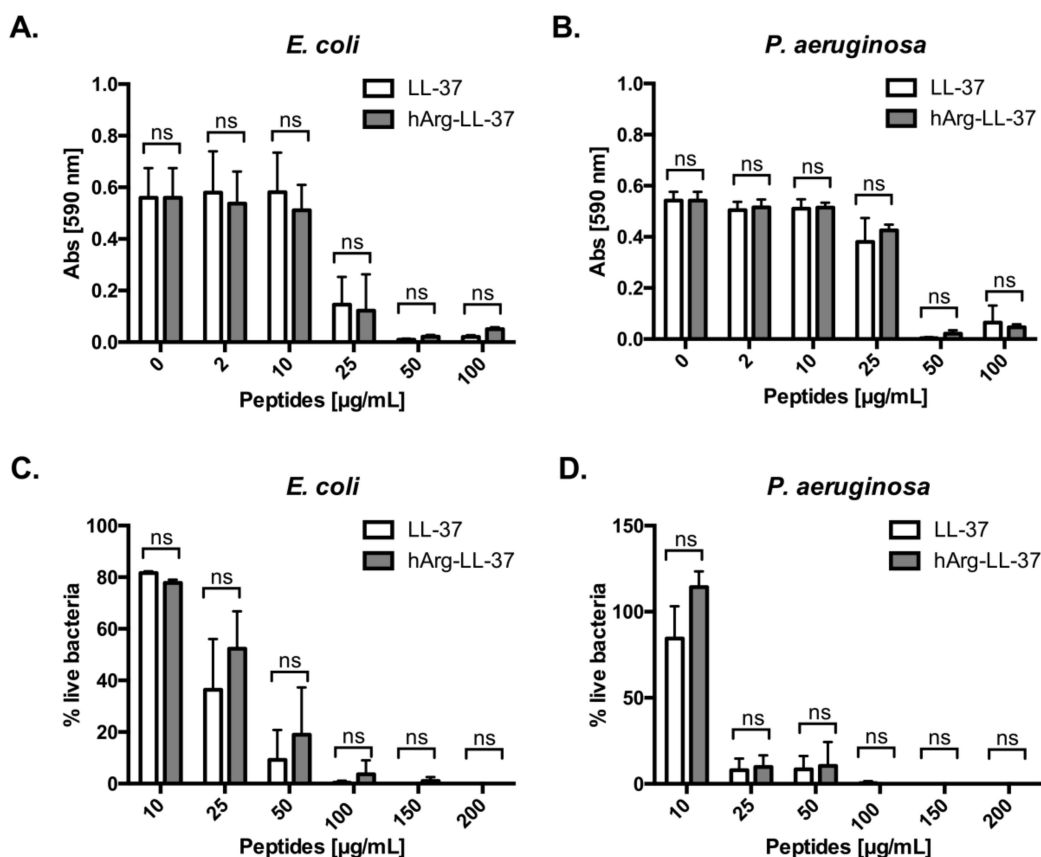 A.
E. coli
LL-37
hArg-LL-37
1.0
0.8
0.6
0.4
0.2
0.0
Abs [590 nm]
ns
ns
ns
ns
ns
ns
0
2
10
25
50
100
Peptides [µg/mL]
B.
P. aeruginosa
LL-37
hArg-LL-37
1.0
0.8
0.6
0.4
0.2
0.0
Abs [590 nm]
ns
ns
ns
ns
ns
ns
0
2
10
25
50
100
Peptides [µg/mL]
C.
E. coli
LL-37
hArg-LL-37
100
80
60
40
20
0
% live bacteria
ns
ns
ns
ns
ns
ns
10
25
50
100
150
200
Peptides [µg/mL]
D.
P. aeruginosa
LL-37
hArg-LL-37
150
100
50
0
% live bacteria
ns
ns
ns
ns
ns
ns
10
25
50
100
150
200
Peptides [µg/mL]